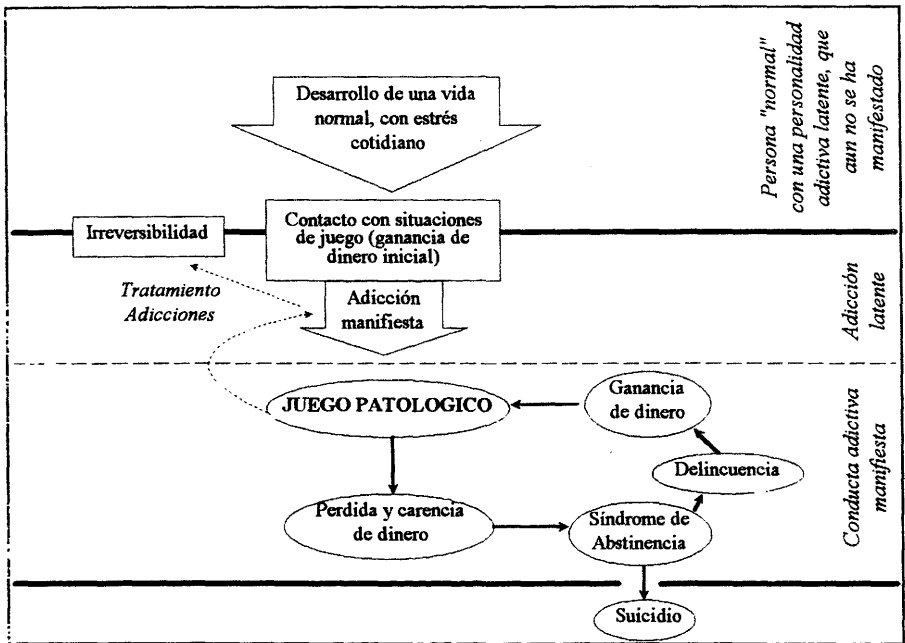 Desarrollo de una vida
normal, con estrés
cotidiano
Persona "normal"
con una personalidad
adictiva latente, que
aun no se ha
manifestado
Irreversibilidad
Contacto con situaciones
de juego (ganancia de
dinero inicial)
Tratamiento
Adicciones
Adicción
manifiesta
Adicción
latente
JUEGO PATOLOGICO
Ganancia
de dinero
Delincuencia
Perdida y carencia
de dinero
Síndrome de
Abstinencia
Conducta adictiva
manifiesta
Suicidio